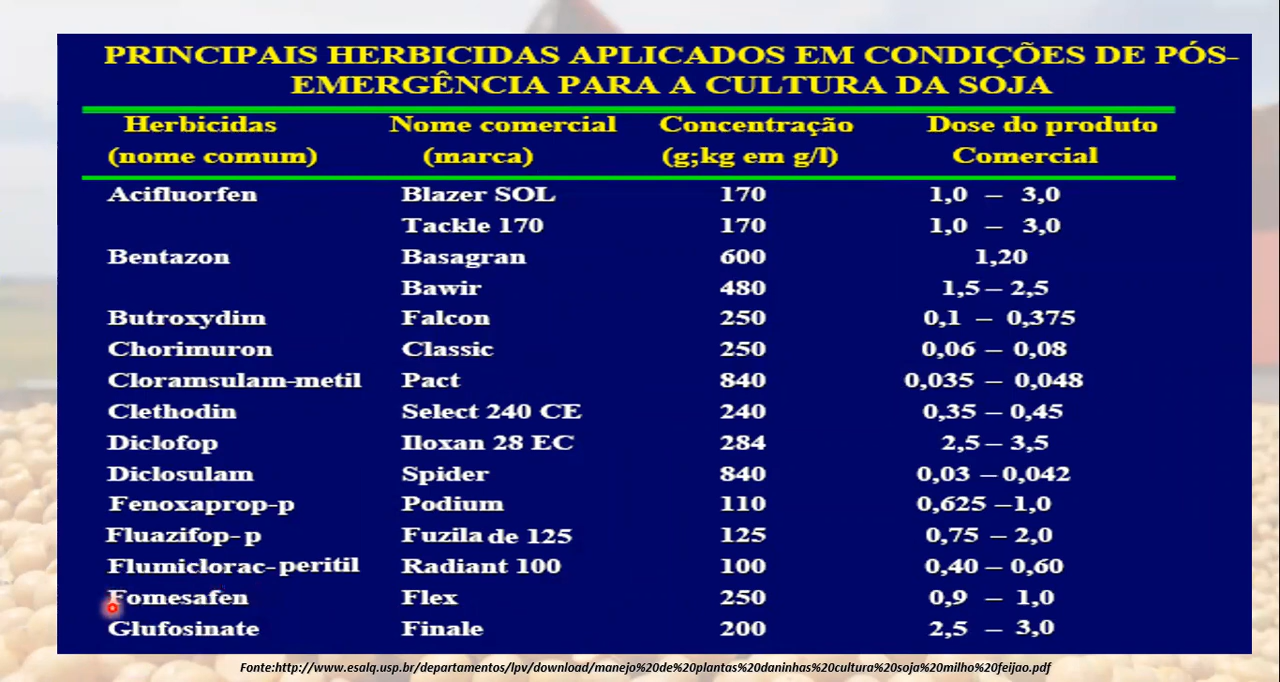 PRINCIPAIS HERBICIDAS APLICADOS EM CONDIÇÕES DE PÓS-
EMERGÊNCIA PARA A CULTURA DA SOJA
Herbicidas Nome comercial Concentração Dose do produto
(nome comum) (marca) (g;kg em g/l) Comercial
Acifluorfen Blazer SOL 170 1,0 – 3,0
Tackle 170 170 1,0 – 3,0
Bentazon Basagran 600 1,20
Bawir 480 1,5 – 2,5
Butroxydim Falcon 250 0,1 – 0,375
Chorimuron Classic 250 0,06 – 0,08
Cloramsulam-metil Pact 840 0,035 – 0,048
Clethodin Select 240 CE 240 0,35 – 0,45
Diclofop Iloxan 28 EC 284 2,5 – 3,5
Diclosulam Spider 840 0,03 – 0,042
Fenoxaprop-p Podium 110 0,625 – 1,0
Fluazifop- p Fuzila de 125 125 0,75 – 2,0
Flumiclorac- peritil Radiant 100 100 0,40 – 0,60
Fomesafen Flex 250 0,9 – 1,0
Glufosinate Finale 200 2,5 – 3,0
Fonte:http://www.esalq.usp.br/departamentos/lpv/download/manejo%20de%20plantas%20daninhas%20cultura%20soja%20milho%20feijao.pdf